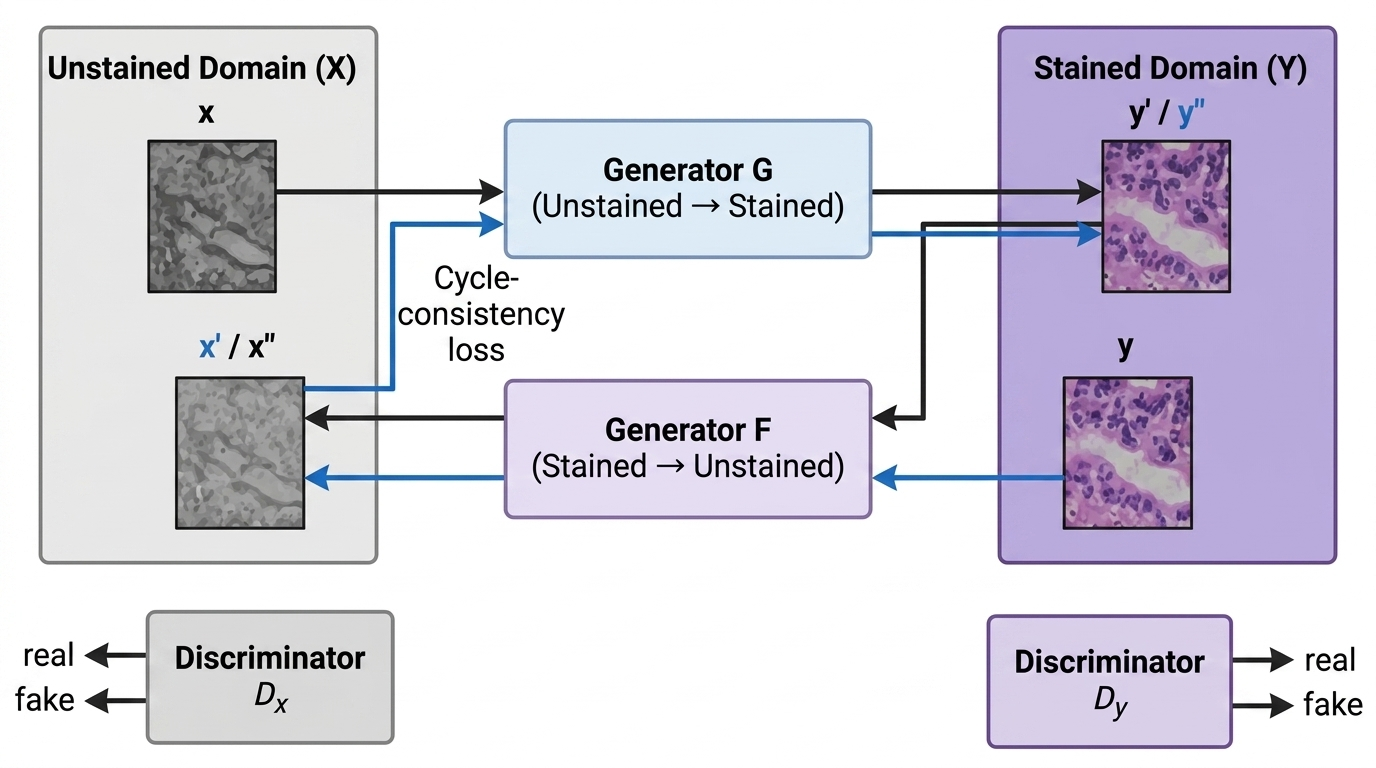 Unstained Domain (X)
x
x' / x"
Generator G
(Unstained → Stained)
Cycle-
consistency
loss
Generator F
(Stained → Unstained)
Stained Domain (Y)
y' / y"
y
real
fake
Discriminator
Dx
Discriminator
Dy
real
fake